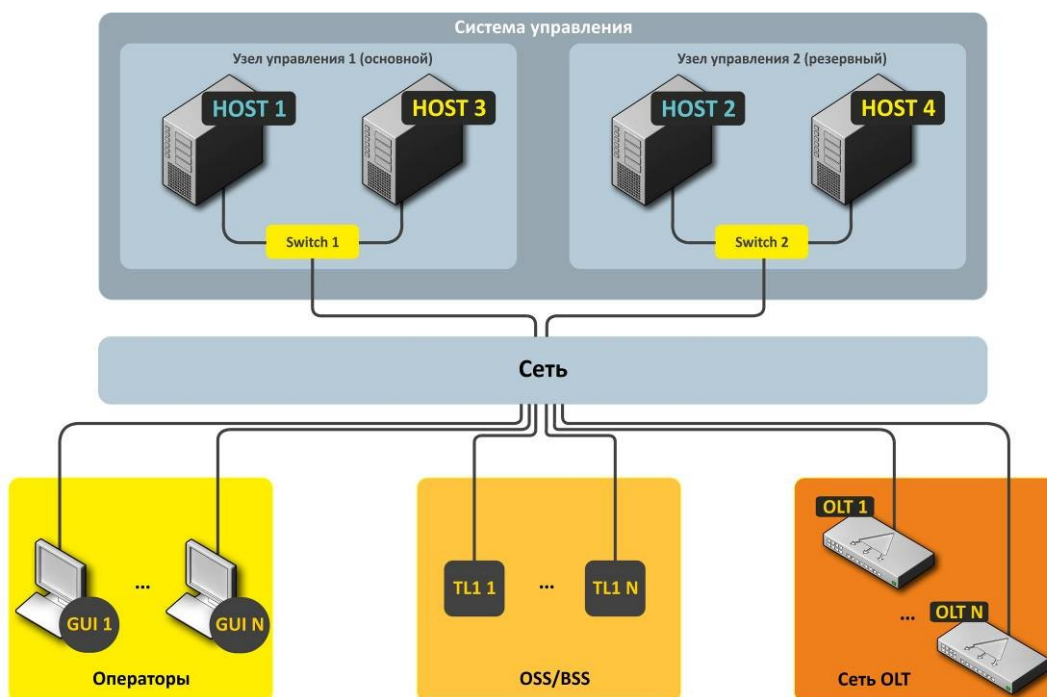 Система управления
Узел управления 1 (основной)
Узел управления 2 (резервный)
HOST 1
HOST 3
HOST 2
HOST 4
Switch 1
Switch 2
Сеть
OLT 1
...
...
TL1 1
...
TL1 N
...
OLT N
GUI 1
GUI N
Операторы
OSS/BSS
Сеть OLT